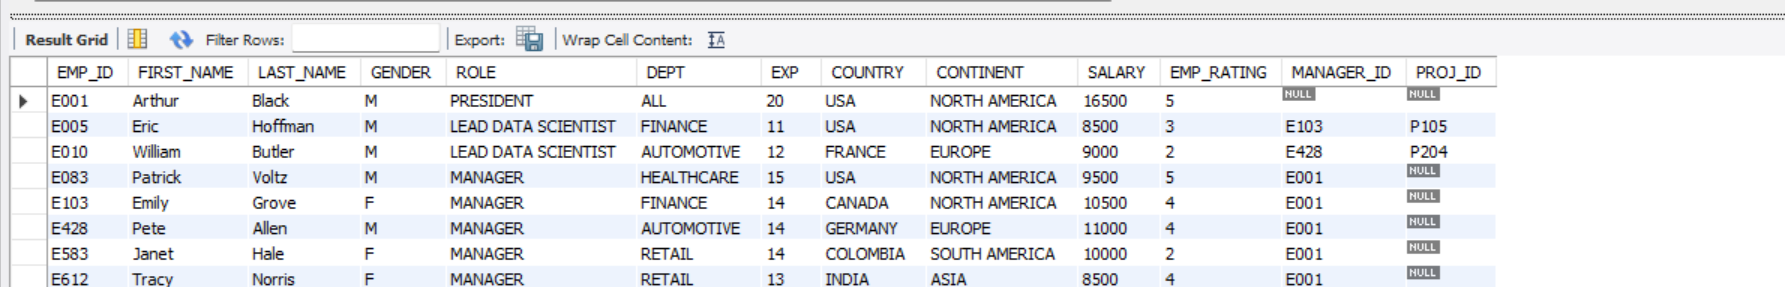 Result Grid Filter Rows: Export: Wrap Cell Content: IA
EMP_ID FIRST_NAME LAST_NAME GENDER ROLE DEPT EXP COUNTRY CONTINENT SALARY EMP_RATING MANAGER_ID PROJ_ID
E001 Arthur Black M PRESIDENT ALL 20 USA NORTH AMERICA 16500 5 NULL NULL
E005 Eric Hoffman M LEAD DATA SCIENTIST FINANCE 11 USA NORTH AMERICA 8500 3 E103 P105
E010 William Butler M LEAD DATA SCIENTIST AUTOMOTIVE 12 FRANCE EUROPE 9000 2 E428 P204
E083 Patrick Voltz M MANAGER HEALTHCARE 15 USA NORTH AMERICA 9500 5 E001 NULL
E103 Emily Grove F MANAGER FINANCE 14 CANADA NORTH AMERICA 10500 4 E001 NULL
E428 Pete Allen M MANAGER AUTOMOTIVE 14 GERMANY EUROPE 11000 4 E001 NULL
E583 Janet Hale F MANAGER RETAIL 14 COLOMBIA SOUTH AMERICA 10000 2 E001 NULL
E612 Tracy Norris F MANAGER RETAIL 13 INDIA ASIA 8500 4 E001 NULL